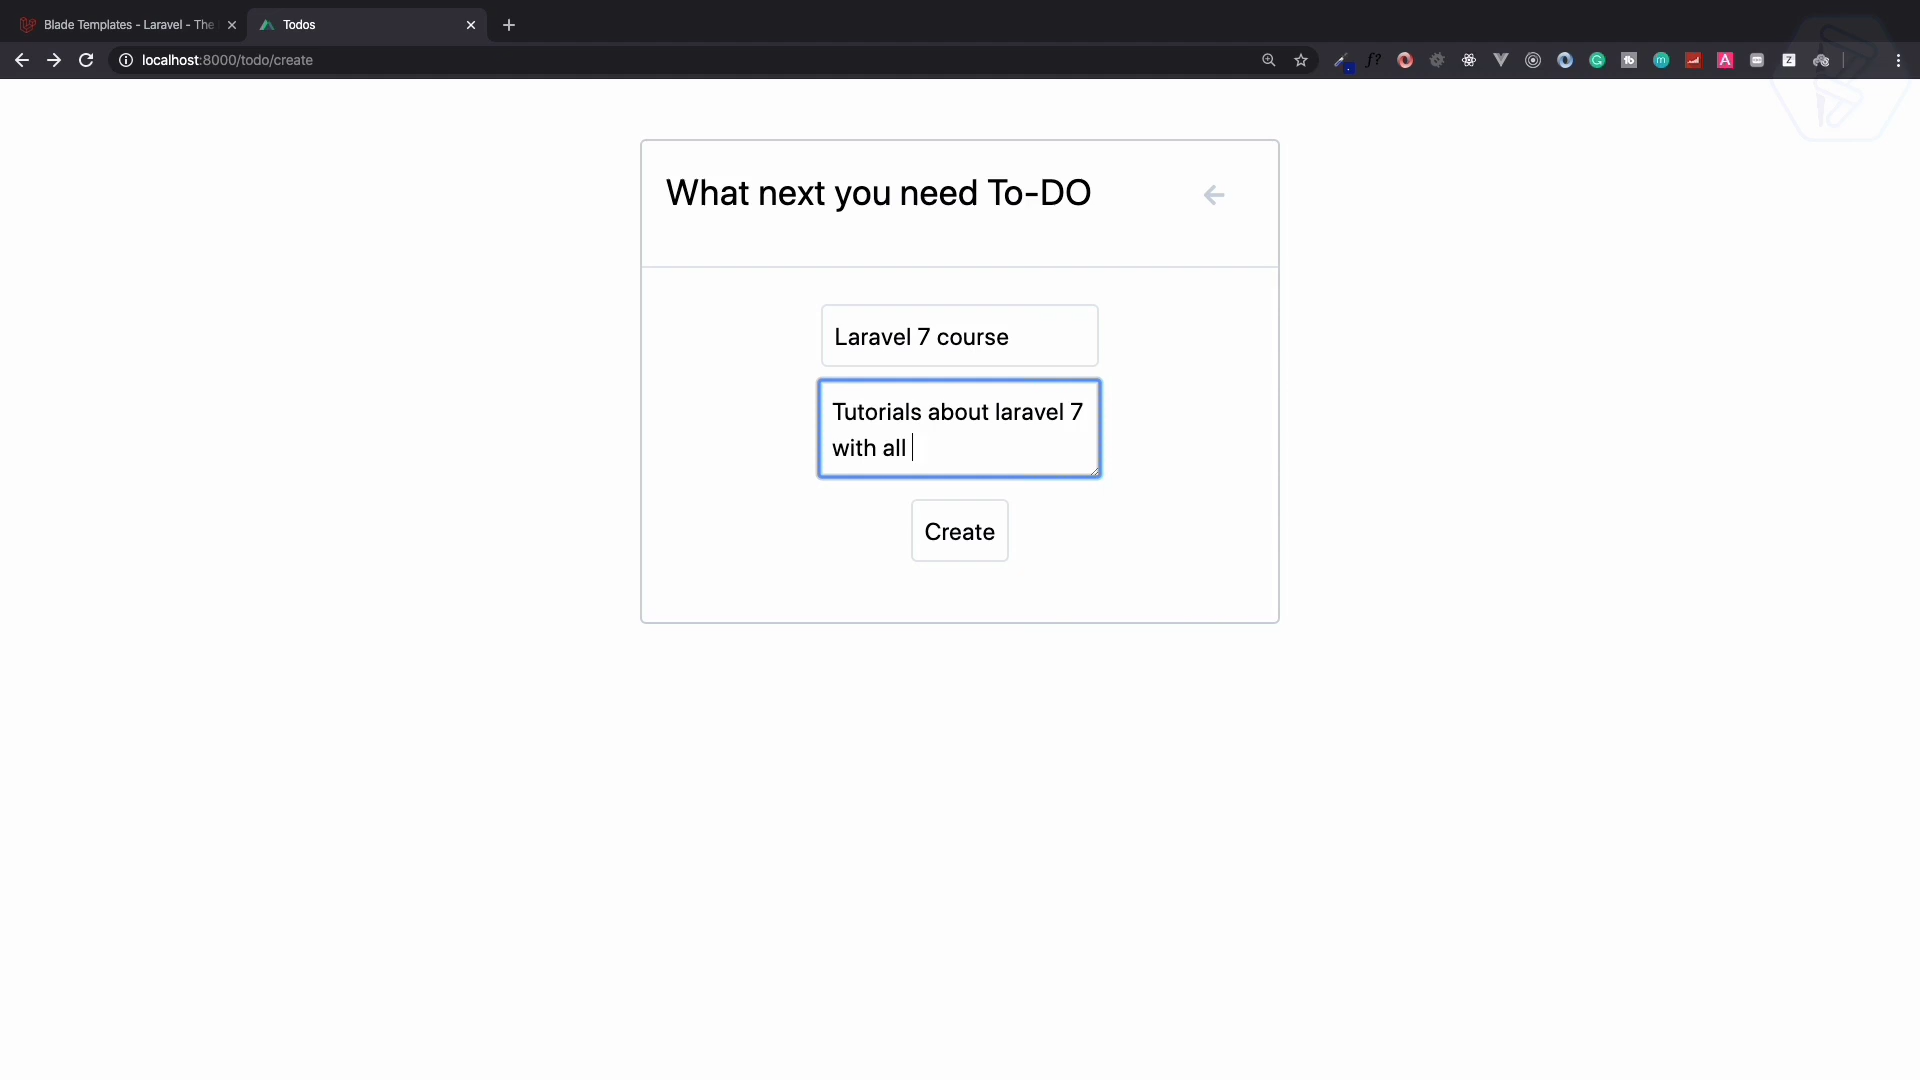 Blade Templates - Laravel - The
Todos
localhost:8000/todo/create
What next you need To-DO
Laravel 7 course
Tutorials about laravel 7
with all
Create